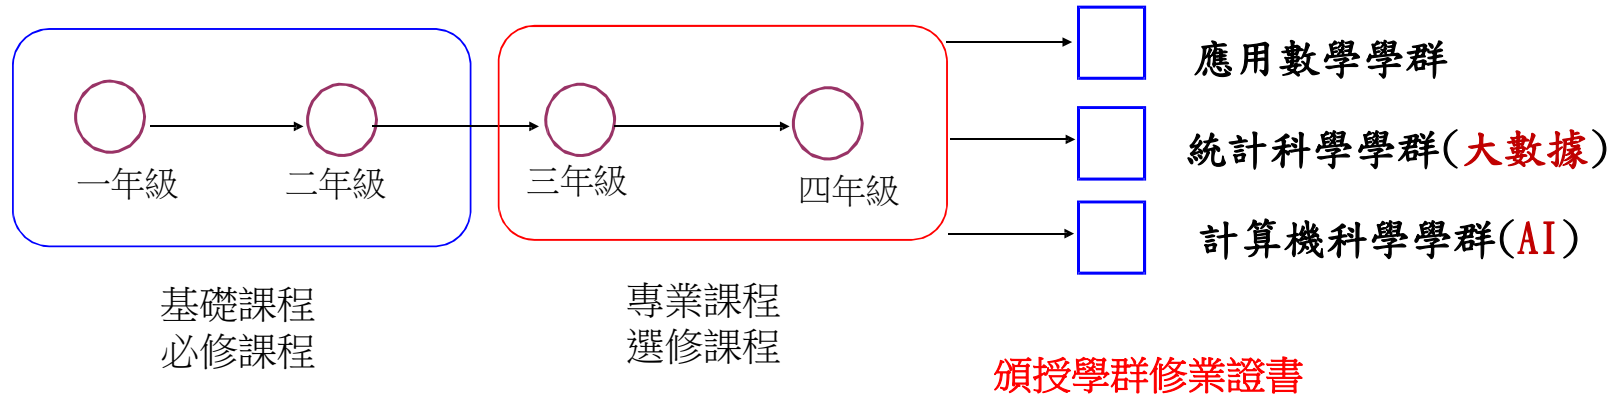 一年級
二年級
三年級
四年級
基礎課程
必修課程
專業課程
選修課程
應用數學學群
統計科學學群(大數據)
計算機科學學群(AI)
頒授學群修業證書